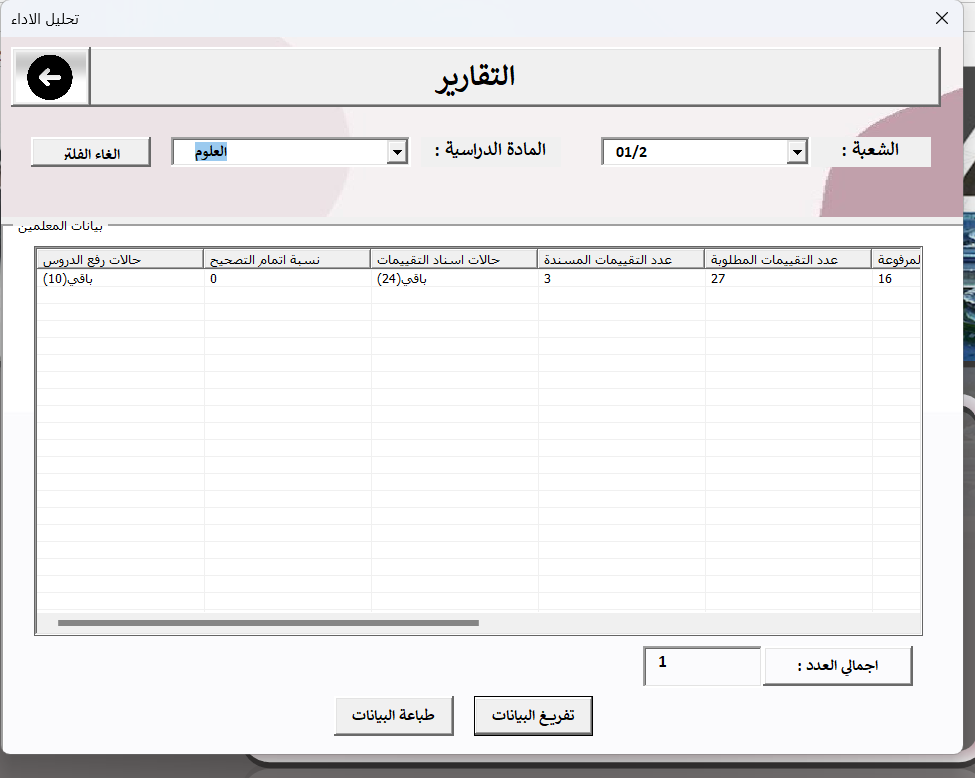 تحليل الاداء
التقارير
الشعبة :
01/2
المادة الدراسية :
العلوم
الغاء الفلتر
بيانات المعلمين
لمرفوعة
عدد التقييمات المطلوبة
عدد التقييمات المسندة
حالات اسناد التقييمات
نسبة اتمام التصحيح
حالات رفع الدروس
16
27
3
باقي(24)
0
باقي(10)
اجمالي العدد :
1
تفريغ البيانات
طباعة البيانات